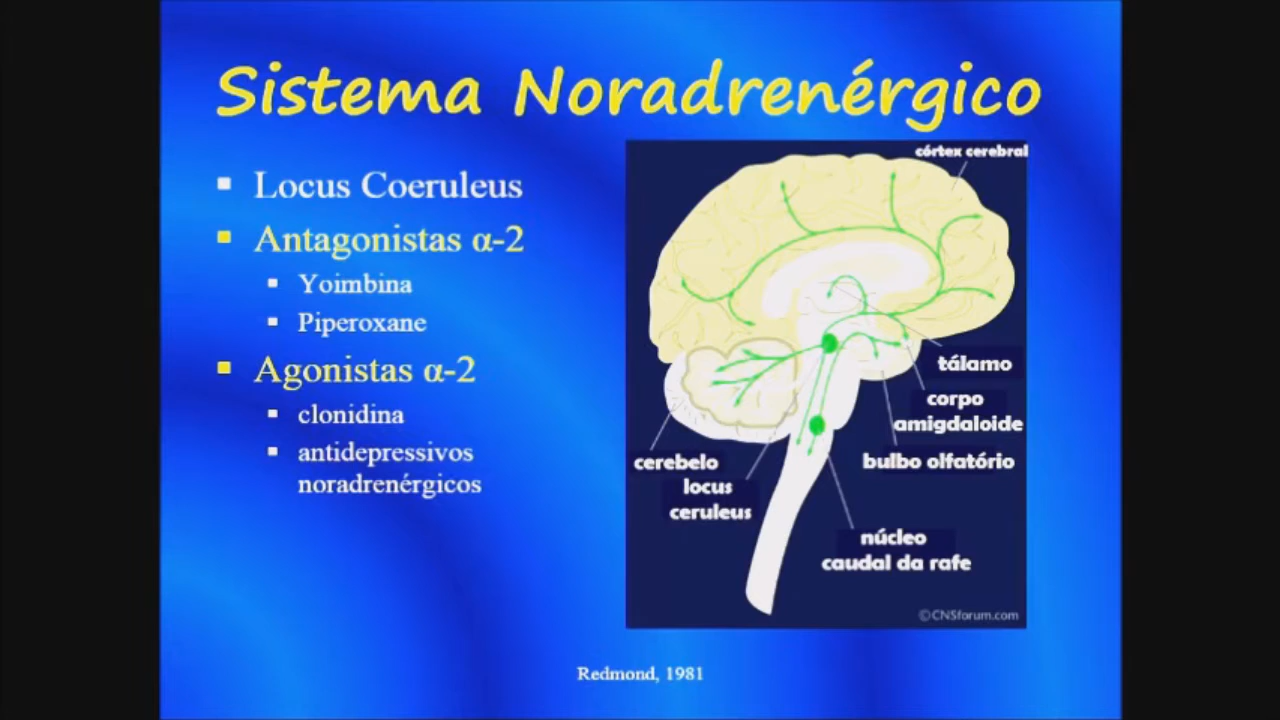 Sistema Noradrenérgico
Locus Coeruleus
Antagonistas α-2
Yoimbina
Piperoxane
Agonistas α-2
clonidina
antidepressivos
noradrenérgicos
córtex cerebral
tálamo
corpo
amigdaloide
bulbo olfatório
cerebelo
locus
ceruleus
núcleo
caudal da rafe
©CNSforum.com
Redmond, 1981